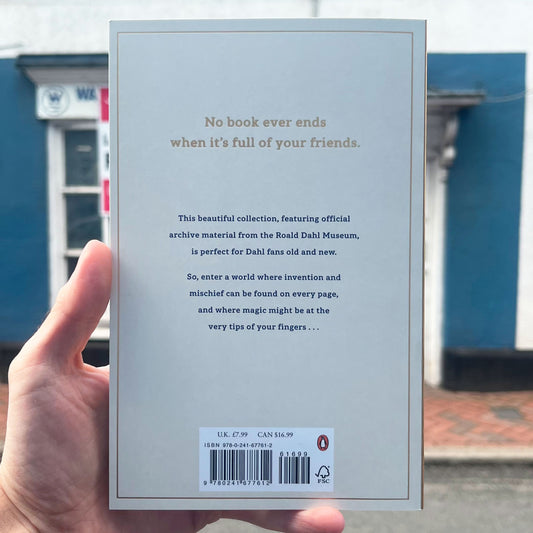 WA
No book ever ends
when it's full of your friends.
This beautiful collection, featuring official
archive material from the Roald Dahl Museum,
is perfect for Dahl fans old and new.
So, enter a world where invention and
mischief can be found on every page,
and where magic might be at the
very tips of your fingers . . .
U.K. £7.99 CAN $16.99
ISBN 978-0-241-67761-2
61699
9 780241 677612
FSC